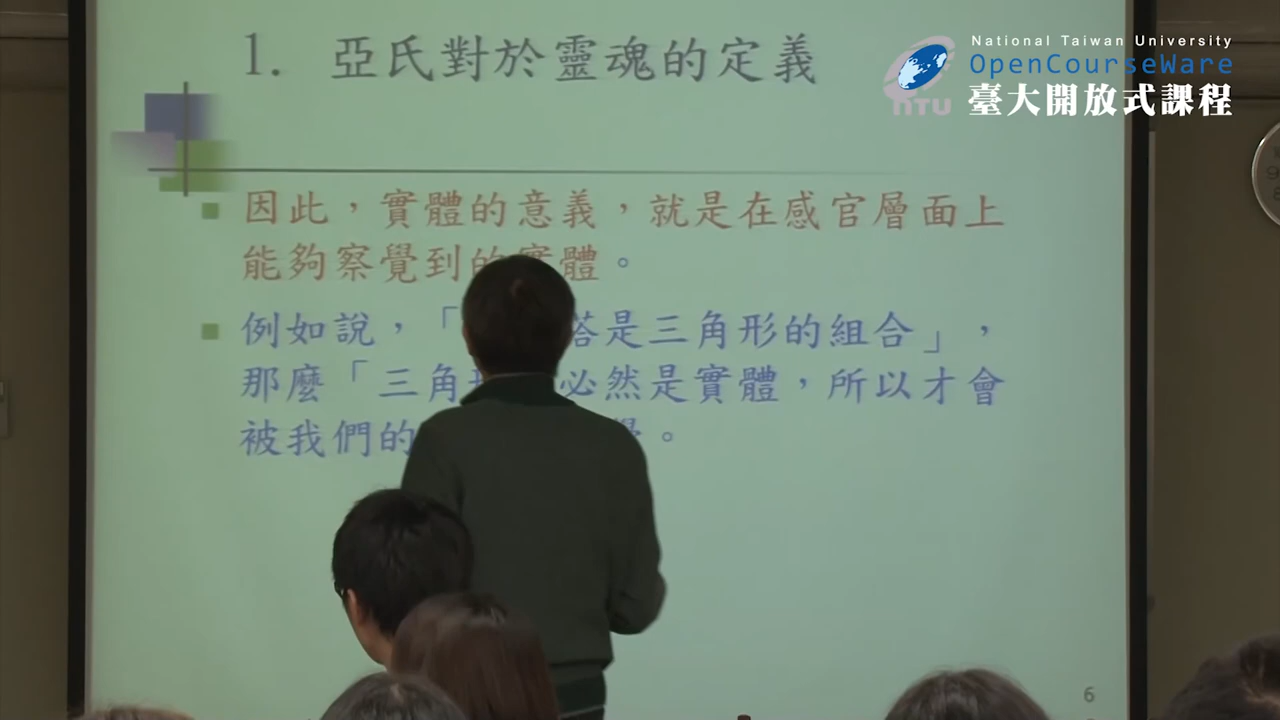 1. 亞氏對於靈魂的定義
National Taiwan University
OpenCourseWare
NTU
臺大開放式課程
因此，實體的意義，就是在感官層面上
能夠察覺到的實體。
例如說，「塔是三角形的組合」，
那麼「三角必然是實體，所以才會
被我們的。
6